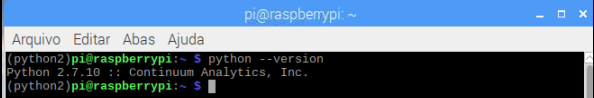 pi@raspberrypi: ~
Arquivo Editar Abas Ajuda
(python2)pi@raspberrypi:~ $ python --version
Python 2.7.10 :: Continuum Analytics, Inc.
(python2)pi@raspberrypi:~ $